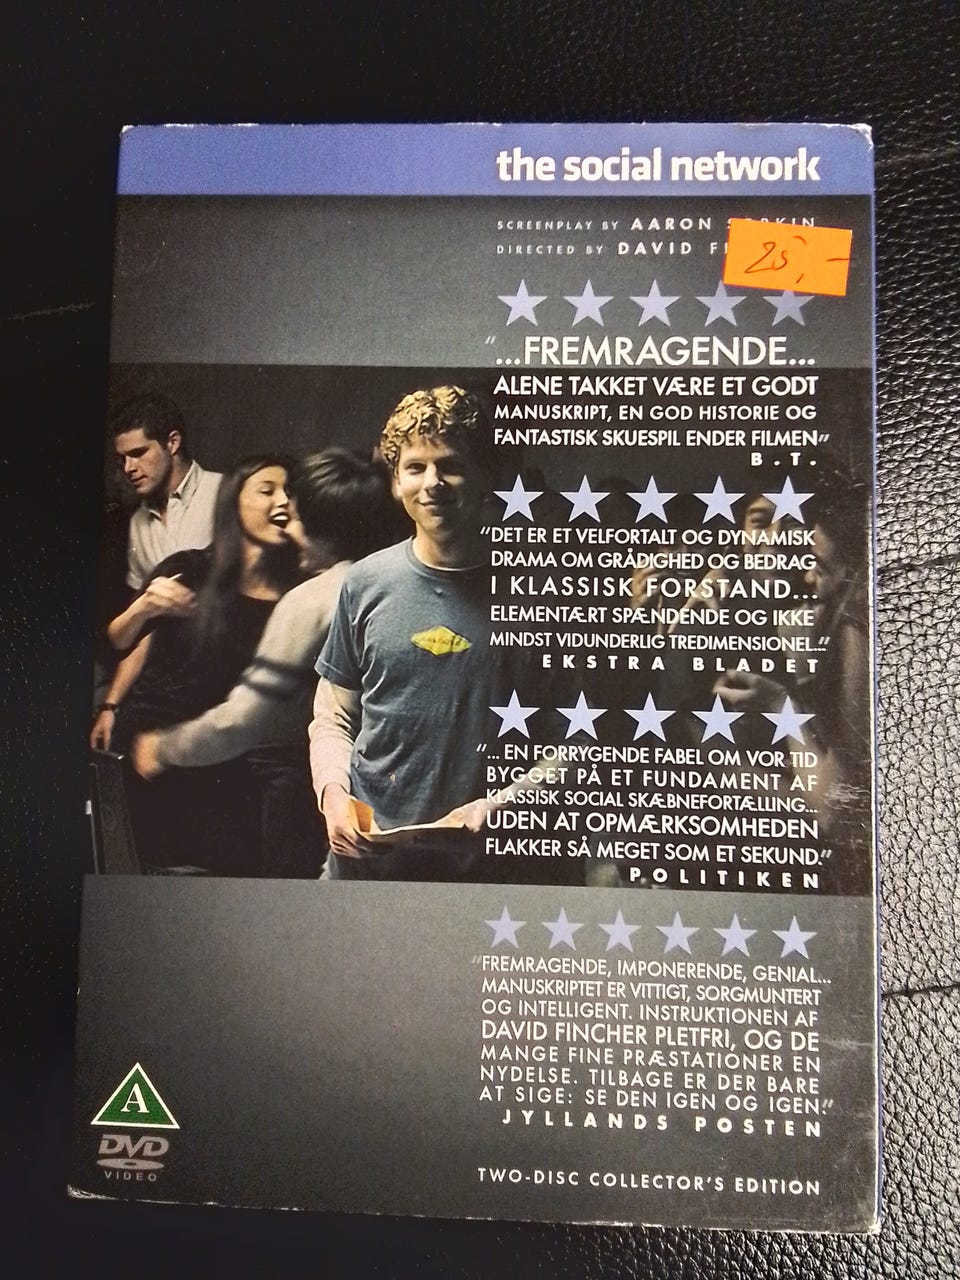 the social network
SCREENPLAY BY AARON SORKIN
DIRECTED BY DAVID
25,-
"...FREMRAGENDE...
ALENE TAKKET VÆRE ET GODT
MANUSKRIPT, EN GOD HISTORIE OG
FANTASTISK SKUESPIL ENDER FILMEN"
B.T.
"DET ER ET VELFORTALT OG DYNAMISK
DRAMA OM GRÅDIGHED OG BEDRAG
I KLASSISK FORSTAND...
ELEMENTÆRT SPÆNDENDE OG IKKE
MINDST VIDUNDERLIG TREDIMENSIONEL..."
EKSTRA BLADET
"... EN FORRYGENDE FABEL OM VOR TID
BYGGET PÅ ET FUNDAMENT AF
KLASSISK SOCIAL SKÆBNEFORTÆLLING...
UDEN AT OPMÆRKSOMHEDEN
FLAKKER SÅ MEGET SOM ET SEKUND."
POLITIKEN
"FREMRAGENDE, IMPONERENDE, GENIAL...
MANUSKRIPTET ER VITTIGT, SORGMUNTERT
OG INTELLIGENT. INSTRUKTIONEN AF
DAVID FINCHER PLETFRI, OG DE
MANGE FINE PRÆSTATIONER EN
NYDELSE. TILBAGE ER DER BARE
AT SIGE: SE DEN IGEN OG IGEN."
JYLLANDS POSTEN
A
DVD
VIDEO
TWO-DISC COLLECTOR'S EDITION